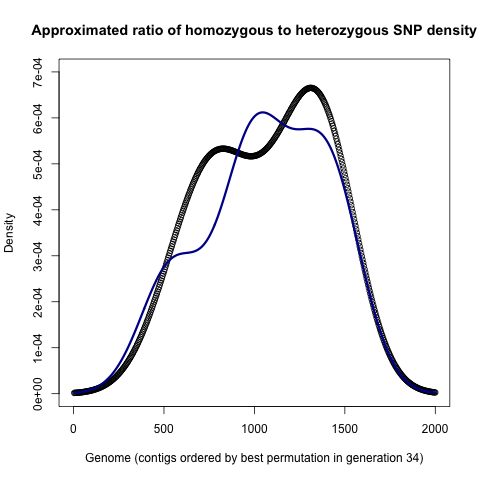 Approximated ratio of homozygous to heterozygous SNP density
7e-04
6e-04
5e-04
4e-04
3e-04
2e-04
1e-04
0e+00
Density
0 500 1000 1500 2000
Genome (contigs ordered by best permutation in generation 34)